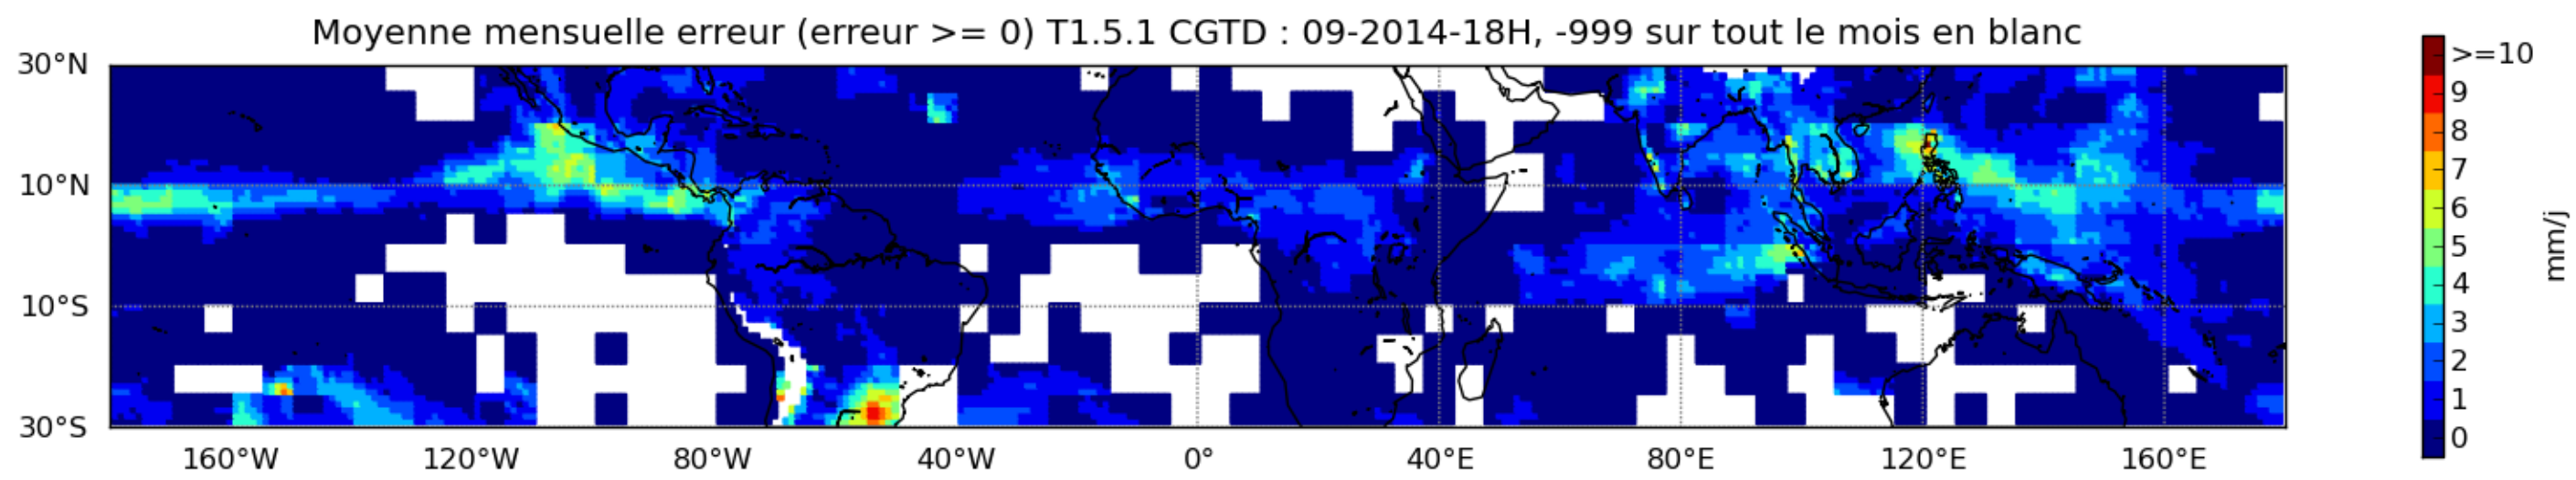 Moyenne mensuelle erreur (erreur >= 0) T1.5.1 CGTD : 09-2014-18H, -999 sur tout le mois en blanc
30°N
10°N
10°S
30°S
160°W 120°W 80°W 40°W 0° 40°E 80°E 120°E 160°E
>=10
9
8
7
6
5
4
3
2
1
0
mm/j